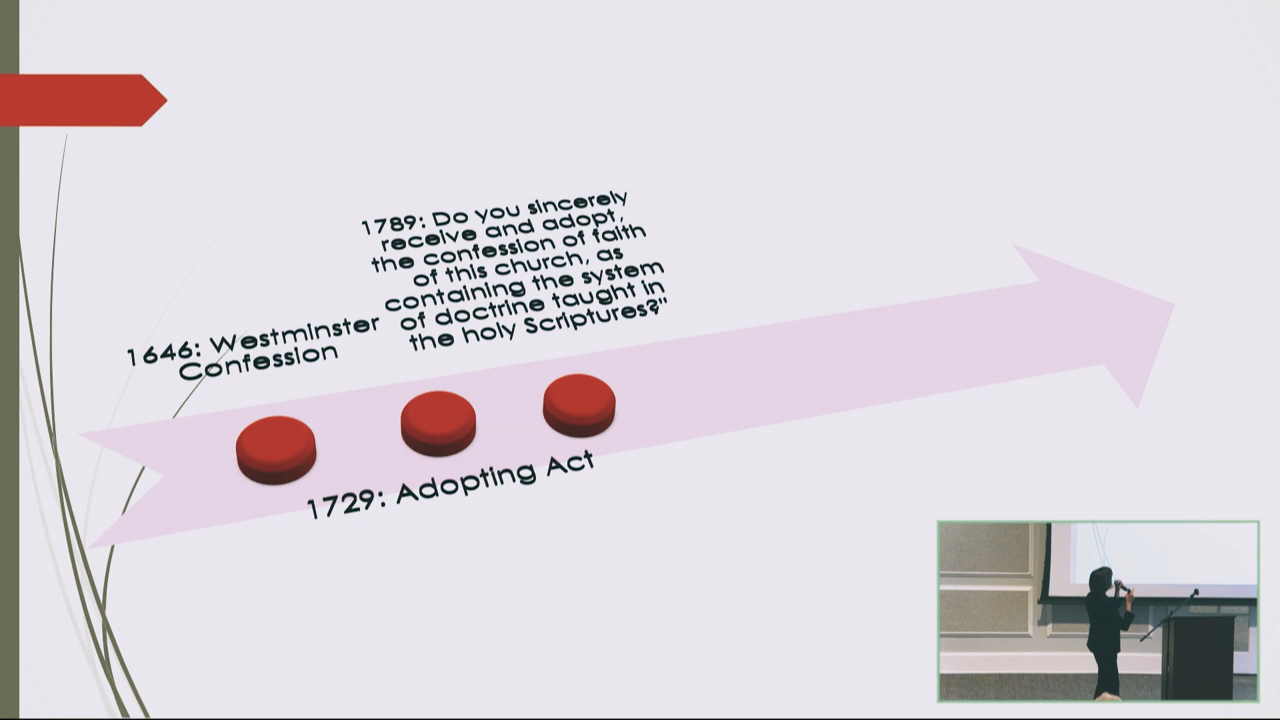 1646: Westminster
Confession
1789: Do you sincerely
receive and adopt,
the confession of faith
of this church, as
containing the system
of doctrine taught in
the holy Scriptures?"
1729: Adopting Act